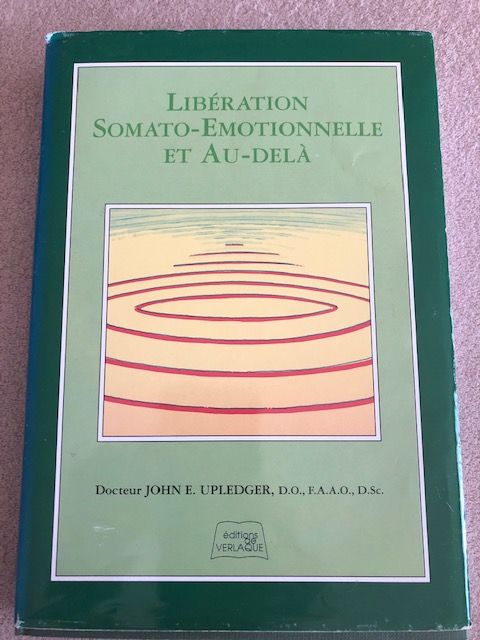 LIBÉRATION
SOMATO-EMOTIONNELLE
ET AU-DELÀ
Docteur JOHN E. UPLEDGER, D.O., F.A.A.O., D.Sc.
éditions
de
VERLAQUE